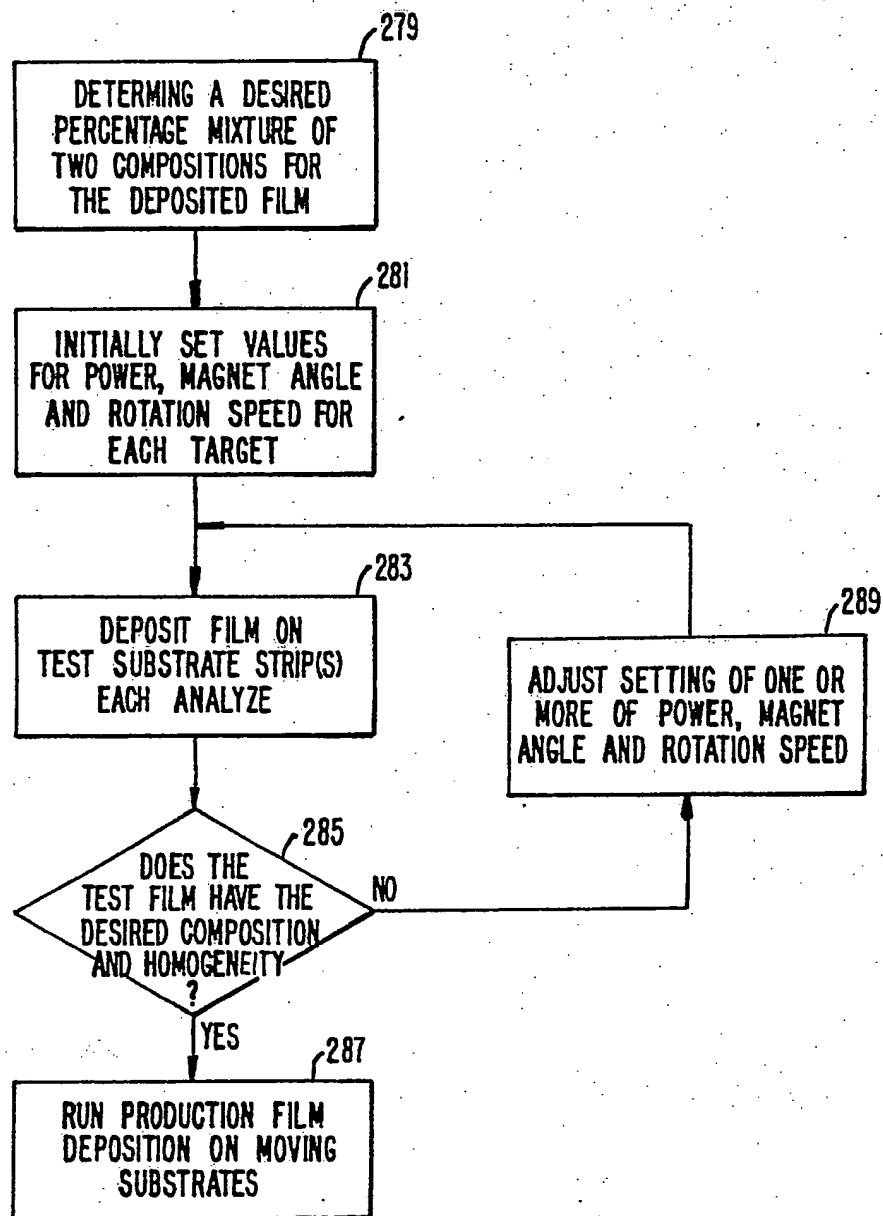 279
DETERMING A DESIRED
PERCENTAGE MIXTURE OF
TWO COMPOSITIONS FOR
THE DEPOSITED FILM
281
INITIALLY SET VALUES
FOR POWER, MAGNET ANGLE
AND ROTATION SPEED FOR
EACH TARGET
283
DEPOSIT FILM ON
TEST SUBSTRATE STRIP(S)
EACH ANALYZE
289
ADJUST SETTING OF ONE OR
MORE OF POWER, MAGNET
ANGLE AND ROTATION SPEED
285
DOES THE
TEST FILM HAVE THE
DESIRED COMPOSITION
AND HOMOGENEITY
?
NO
YES
287
RUN PRODUCTION FILM
DEPOSITION ON MOVING
SUBSTRATES